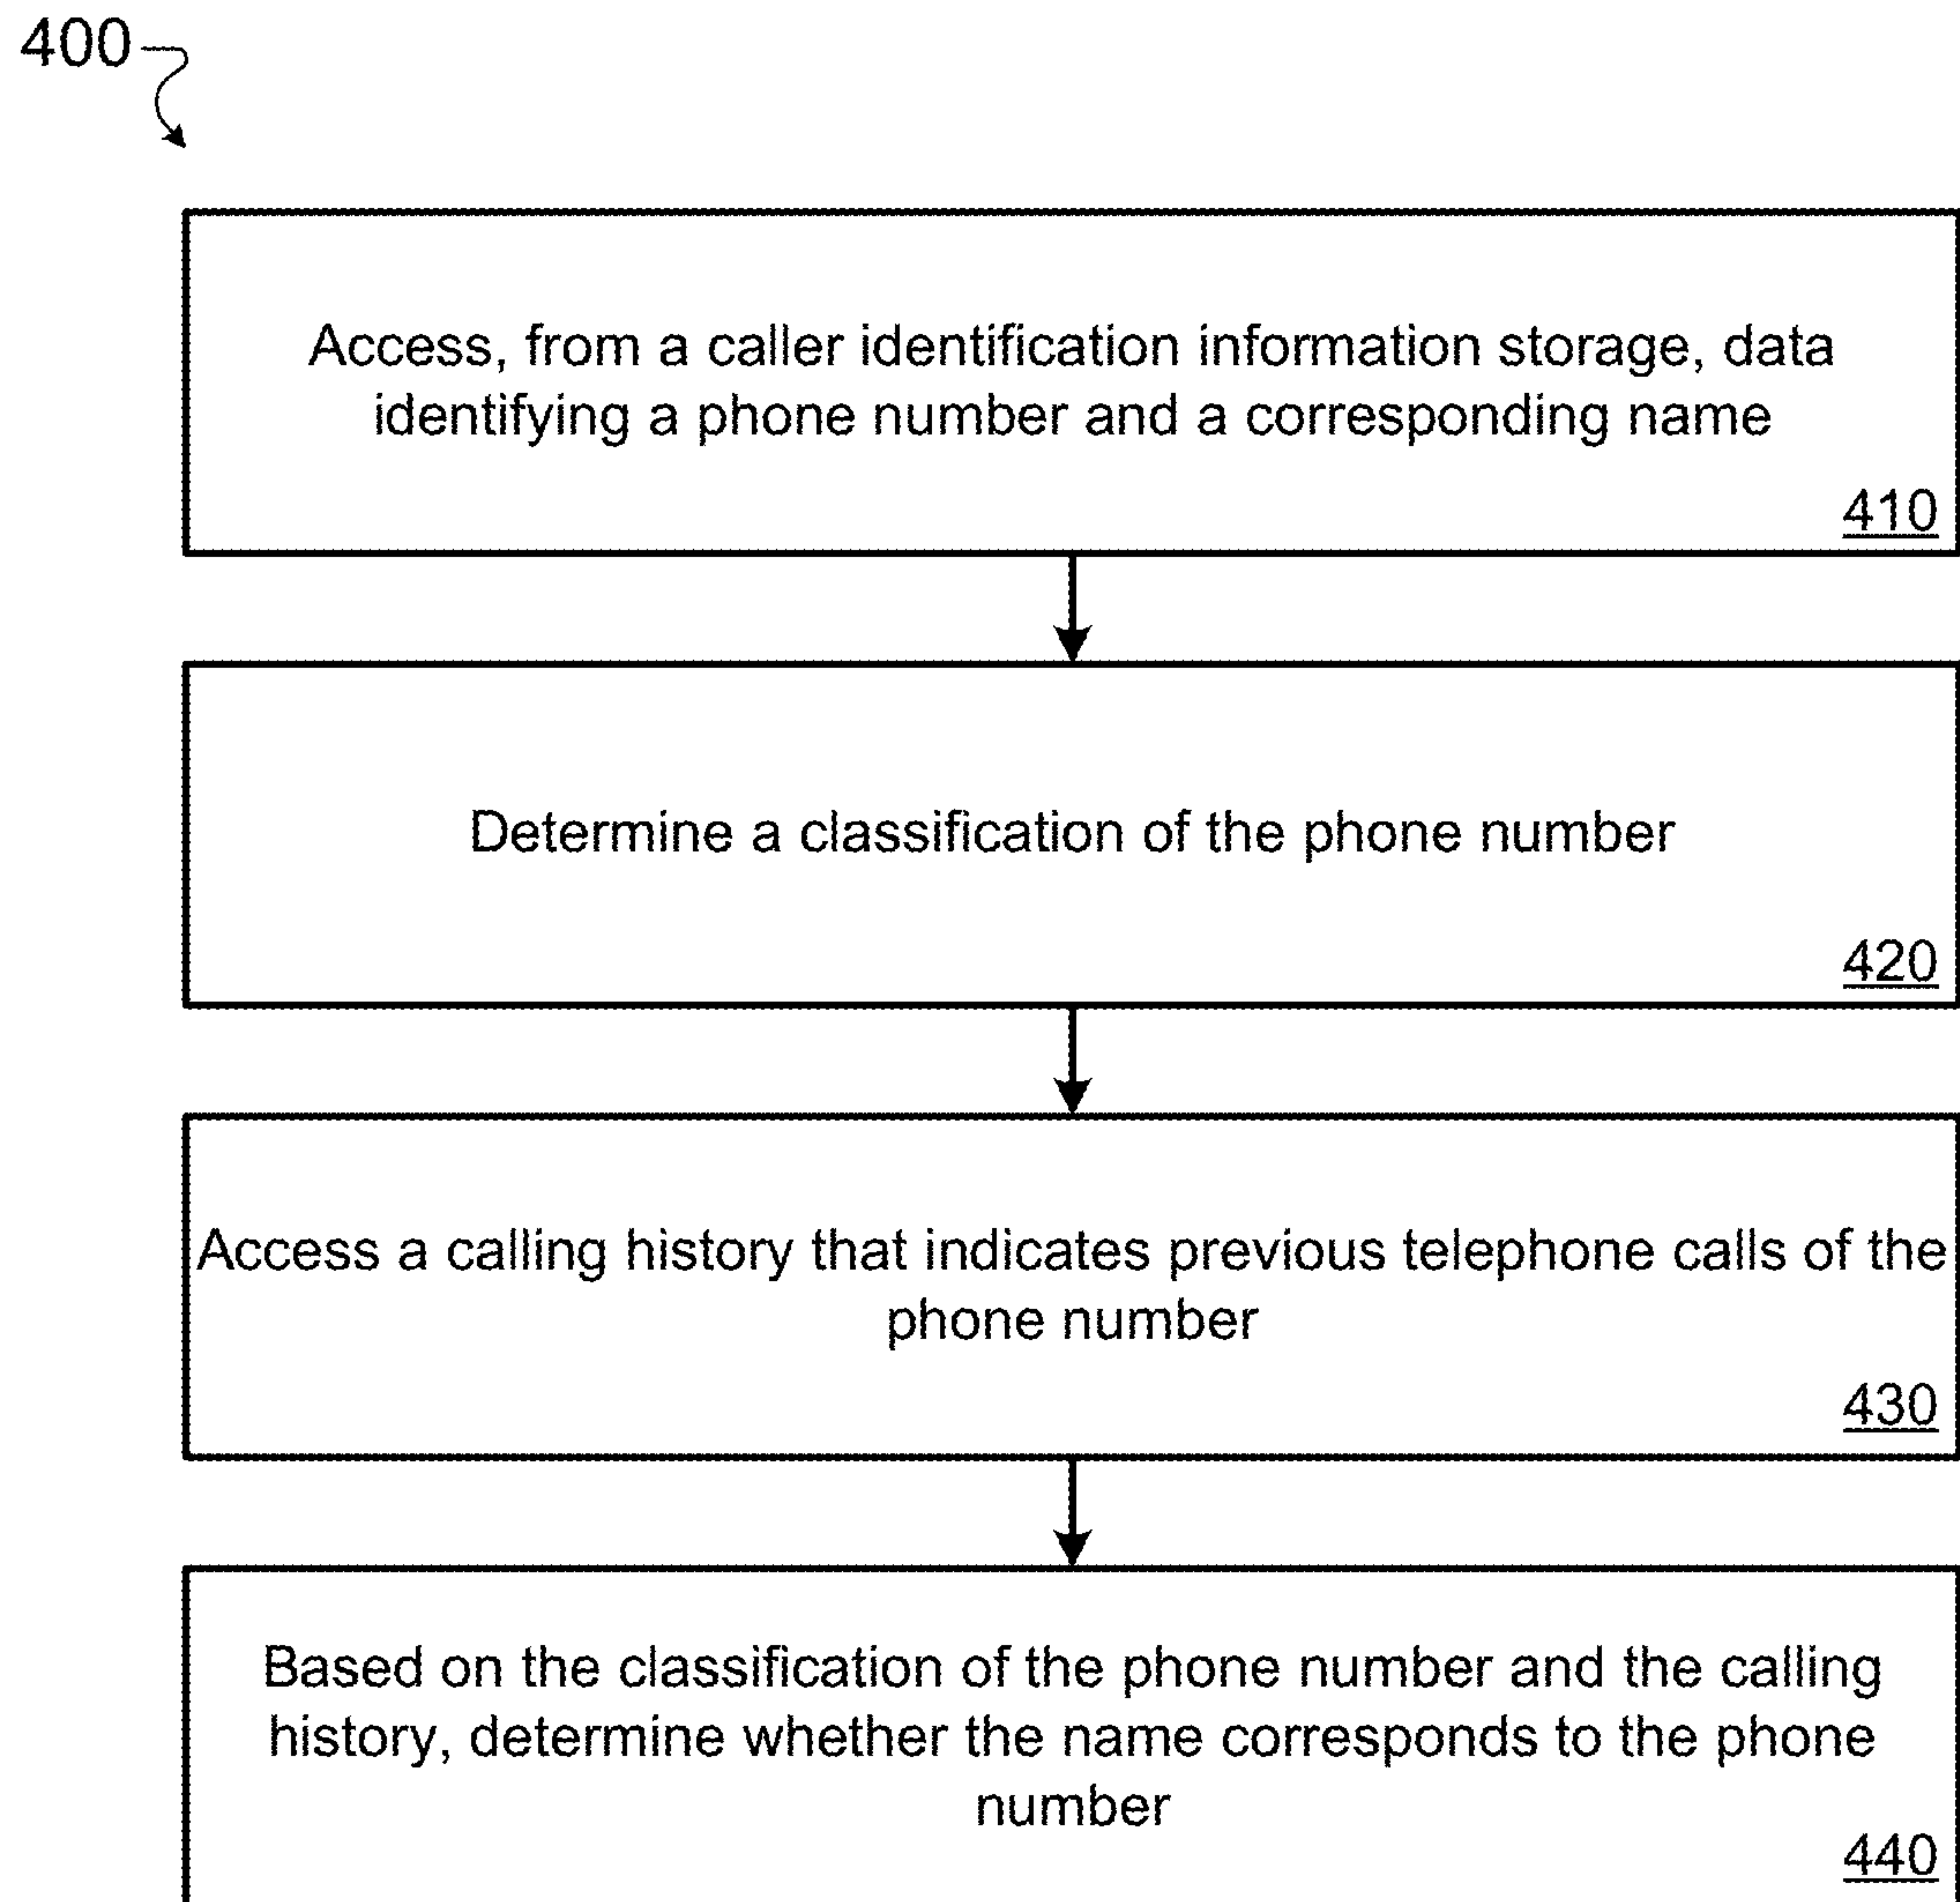 400
Access, from a caller identification information storage, data
identifying a phone number and a corresponding name
410
Determine a classification of the phone number
420
Access a calling history that indicates previous telephone calls of the
phone number
430
Based on the classification of the phone number and the calling
history, determine whether the name corresponds to the phone
number
440